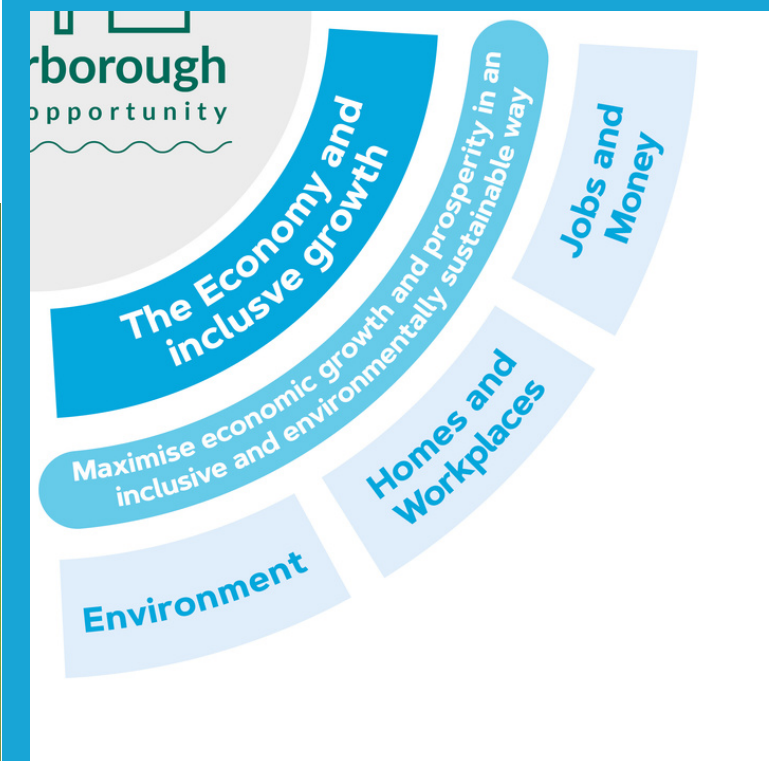 rborough
opportunity
The Economy and
inclusve growth
Maximise economic growth and prosperity in an
inclusive and environmentally sustainable way
Jobs and
Money
Homes and
Workplaces
Environment